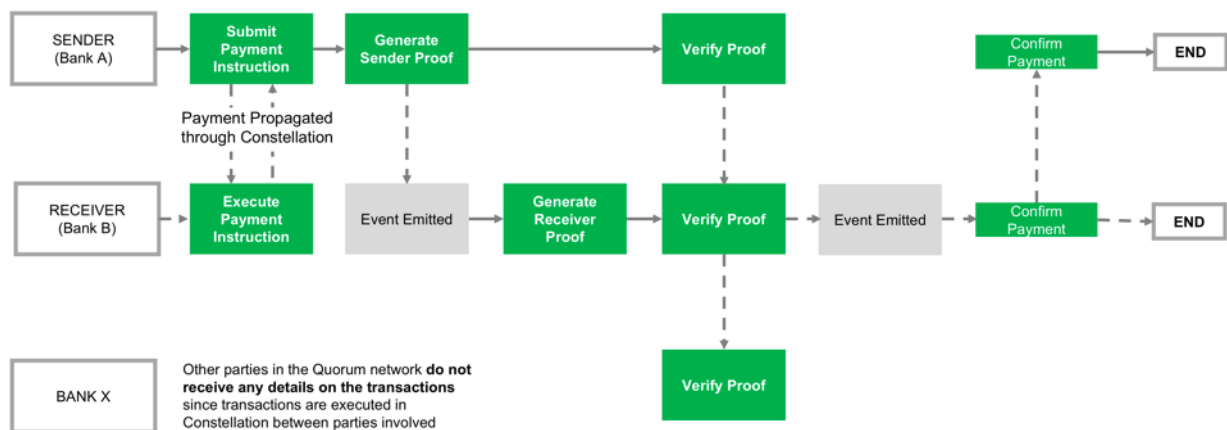 SENDER
(Bank A)
Submit
Payment
Instruction
Generate
Sender Proof
Verify Proof
Confirm
Payment
END
Payment Propagated
through Constellation
RECEIVER
(Bank B)
Execute
Payment
Instruction
Event Emitted
Generate
Receiver
Proof
Verify Proof
Event Emitted
Confirm
Payment
END
BANK X
Other parties in the Quorum network do not
receive any details on the transactions
since transactions are executed in
Constellation between parties involved
Verify Proof